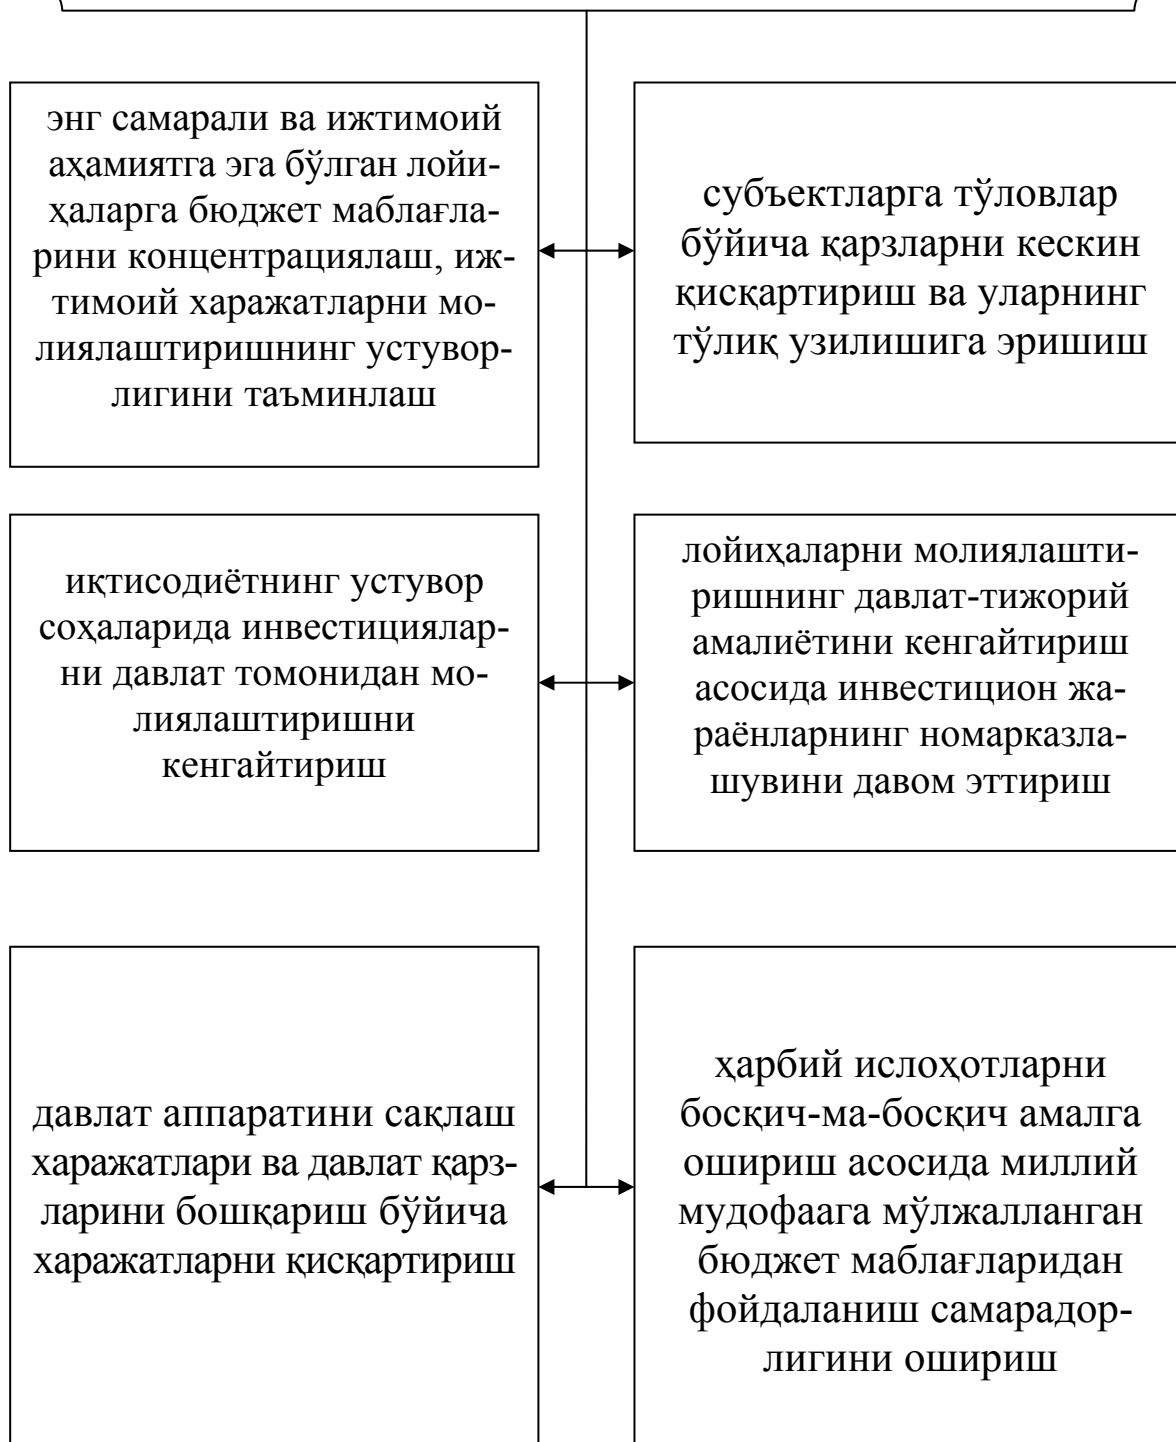 энг самарали ва ижтимоий
аҳамиятга эга бўлган лойи-
ҳаларга бюджет маблағла-
рини концентрациялаш, иж-
тимоий харажатларни мо-
лиялаштиришнинг устувор-
лигини таъминлаш
субъектларга тўловлар
бўйича қарзларни кескин
қисқартириш ва уларнинг
тўлиқ узилишига эришиш
иқтисодиётнинг устувор
соҳаларида инвестициялар-
ни давлат томонидан мо-
лиялаштиришни
кенгайтириш
лойиҳаларни молиялашти-
ришнинг давлат-тижорий
амалиётини кенгайтириш
асосида инвестицион жа-
раёнларнинг номарказла-
шувини давом эттириш
давлат аппаратини сақлаш
харажатлари ва давлат қарз-
ларини бошқариш бўйича
харажатларни қисқартириш
ҳарбий ислоҳотларни
босқич-ма-босқич амалга
ошириш асосида миллий
мудофаага мўлжалланган
бюджет маблағларидан
фойдаланиш самарадор-
лигини ошириш